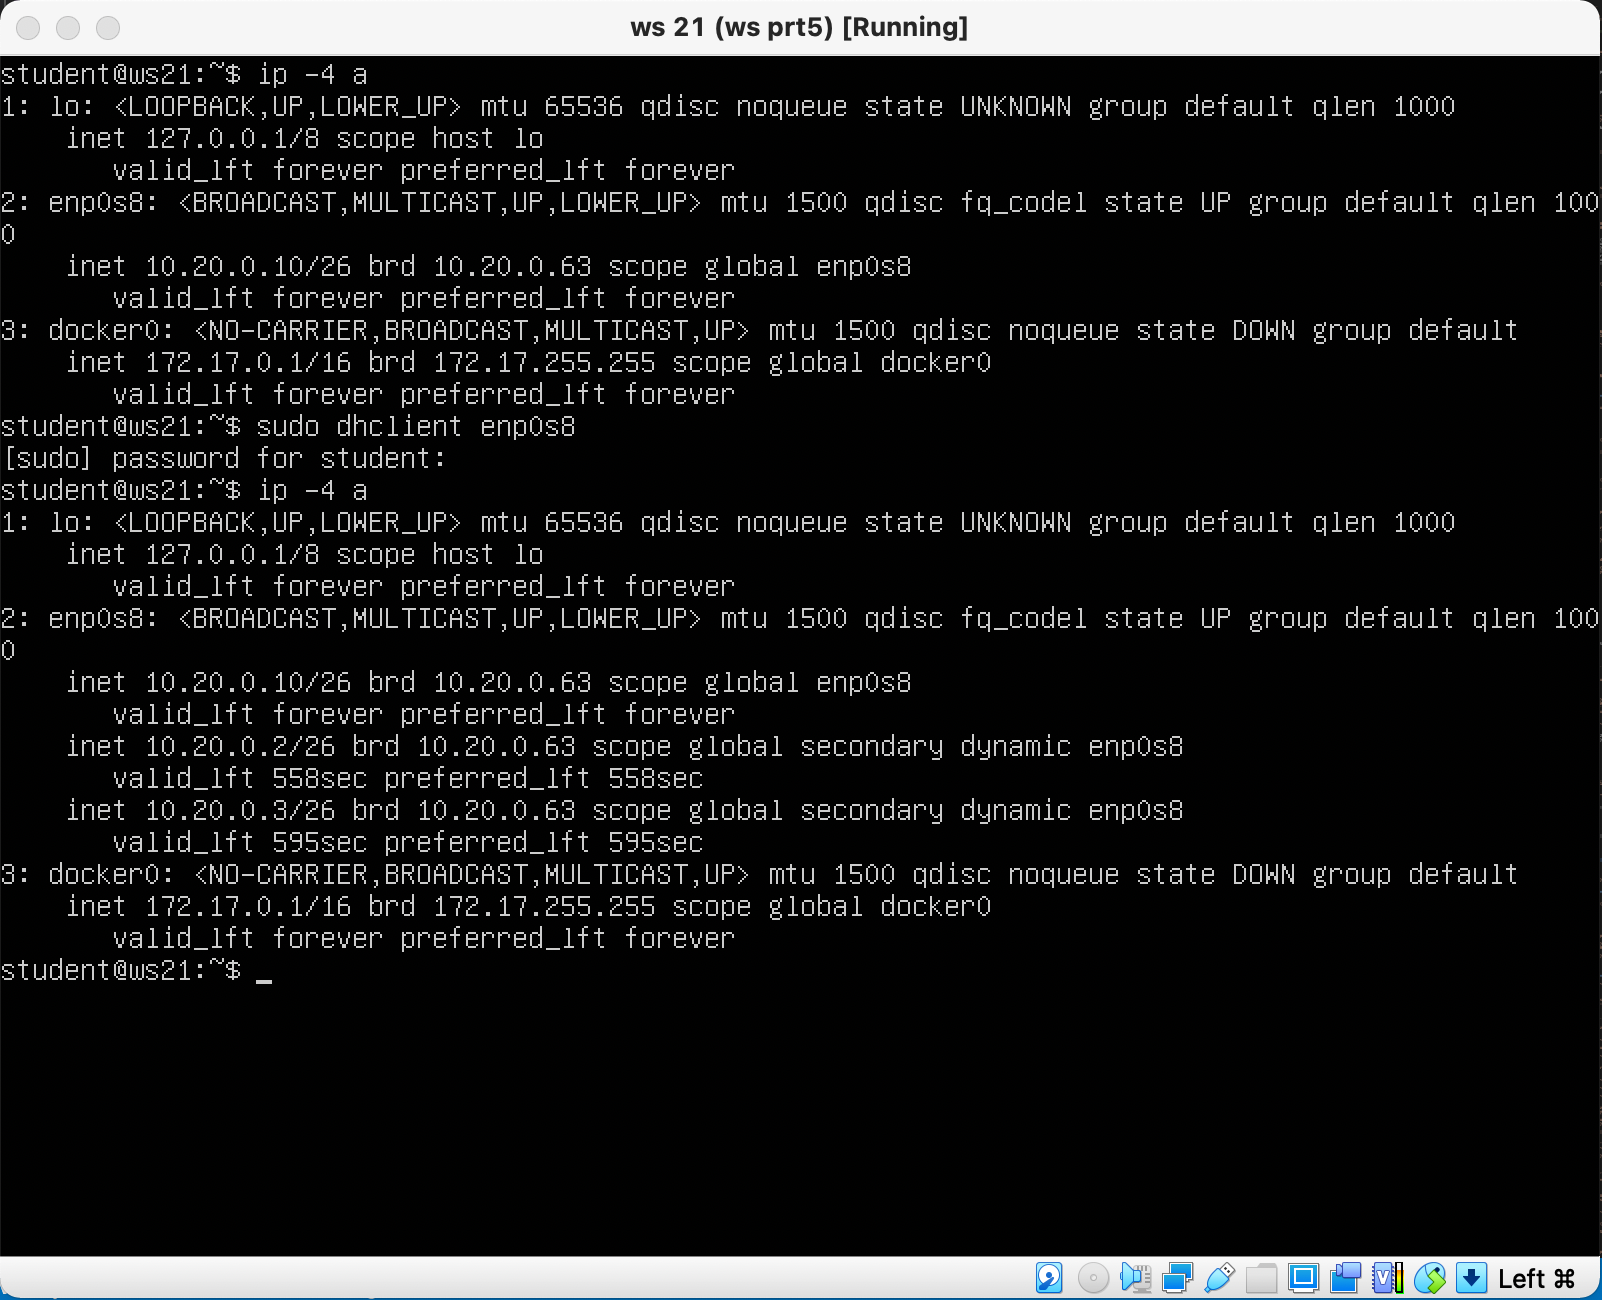 ws 21 (ws prt5) [Running]
student@ws21:~$ ip -4 a
1: lo: <LOOPBACK,UP,LOWER_UP> mtu 65536 qdisc noqueue state UNKNOWN group default qlen 1000
    inet 127.0.0.1/8 scope host lo
       valid_lft forever preferred_lft forever
2: enp0s8: <BROADCAST,MULTICAST,UP,LOWER_UP> mtu 1500 qdisc fq_codel state UP group default qlen 100
0
    inet 10.20.0.10/26 brd 10.20.0.63 scope global enp0s8
       valid_lft forever preferred_lft forever
3: docker0: <NO-CARRIER,BROADCAST,MULTICAST,UP> mtu 1500 qdisc noqueue state DOWN group default
    inet 172.17.0.1/16 brd 172.17.255.255 scope global docker0
       valid_lft forever preferred_lft forever
student@ws21:~$ sudo dhclient enp0s8
[sudo] password for student:
student@ws21:~$ ip -4 a
1: lo: <LOOPBACK,UP,LOWER_UP> mtu 65536 qdisc noqueue state UNKNOWN group default qlen 1000
    inet 127.0.0.1/8 scope host lo
       valid_lft forever preferred_lft forever
2: enp0s8: <BROADCAST,MULTICAST,UP,LOWER_UP> mtu 1500 qdisc fq_codel state UP group default qlen 100
0
    inet 10.20.0.10/26 brd 10.20.0.63 scope global enp0s8
       valid_lft forever preferred_lft forever
    inet 10.20.0.2/26 brd 10.20.0.63 scope global secondary dynamic enp0s8
       valid_lft 558sec preferred_lft 558sec
    inet 10.20.0.3/26 brd 10.20.0.63 scope global secondary dynamic enp0s8
       valid_lft 595sec preferred_lft 595sec
3: docker0: <NO-CARRIER,BROADCAST,MULTICAST,UP> mtu 1500 qdisc noqueue state DOWN group default
    inet 172.17.0.1/16 brd 172.17.255.255 scope global docker0
       valid_lft forever preferred_lft forever
student@ws21:~$ _
Left ⌘